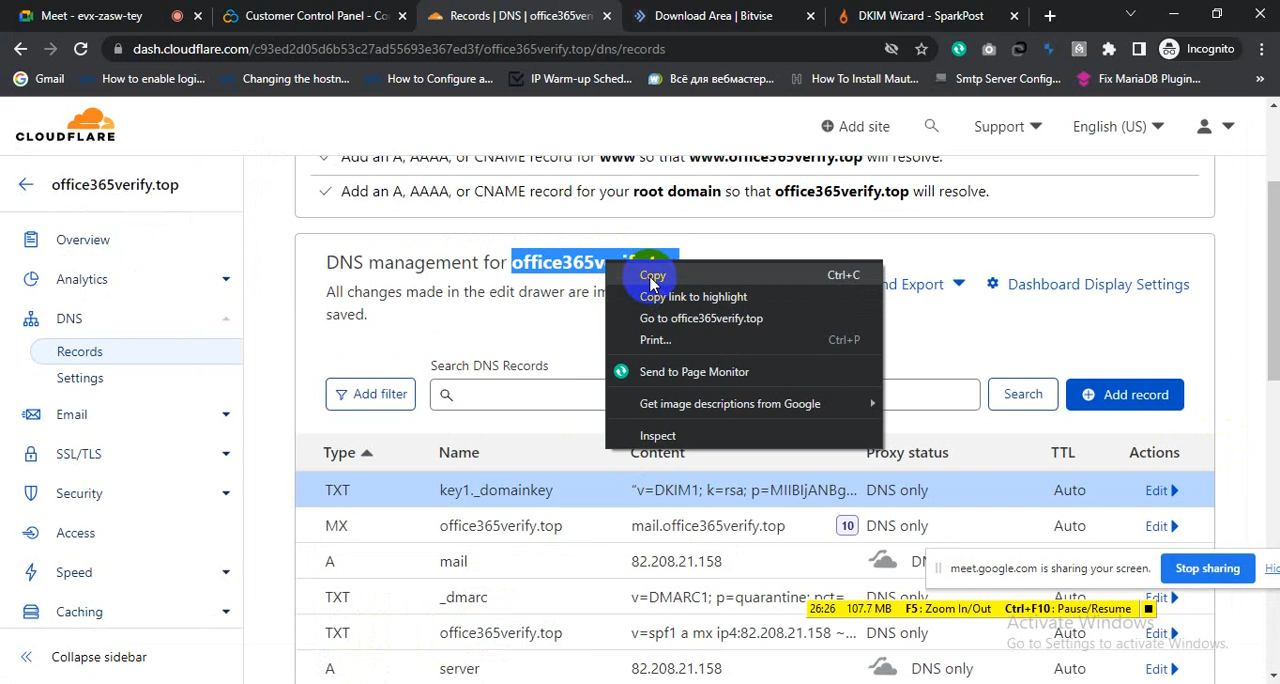 Meet - evx-zasw-tey
Customer Control Panel - Co
Records | DNS | office365ver
Download Area | Bitvise
DKIM Wizard - SparkPost
dash.cloudflare.com/c93ed2d05d6b53c27ad55693e367ed3f/office365verify.top/dns/records
Incognito
Gmail
How to enable logi...
Changing the hostn...
How to Configure a...
IP Warm-up Sched...
Всё для вебмастер...
How To Install Maut...
Smtp Server Config...
Fix MariaDB Plugin...
»
CLOUDFLARE
Add site
Support
English (US)
office365verify.top
Add an A, AAAA, or CNAME record for www so that www.office365verify.top will resolve.
Add an A, AAAA, or CNAME record for your root domain so that office365verify.top will resolve.
Overview
Analytics
DNS
Records
Settings
Email
SSL/TLS
Security
Access
Speed
Caching
Collapse sidebar
DNS management for office365v
All changes made in the edit drawer are im
saved.
nd Export
Dashboard Display Settings
Copy Ctrl+C
Copy link to highlight
Go to office365verify.top
Print... Ctrl+P
Send to Page Monitor
Get image descriptions from Google
Inspect
Search DNS Records
Add filter
Search
Add record
Type Name Content Proxy status TTL Actions
TXT key1._domainkey "v=DKIM1; k=rsa; p=MIIBIjANBg... DNS only Auto Edit
MX office365verify.top mail.office365verify.top 10 DNS only Auto Edit
A mail 82.208.21.158
meet.google.com is sharing your screen. Stop sharing
TXT _dmarc v=DMARC1; p=quarantine; pct=
26:26 107.7 MB F5: Zoom In/Out Ctrl+F10: Pause/Resume
Activate Windows
TXT office365verify.top v=spf1 a mx ip4:82.208.21.158 ~... DNS only Auto Edit
Go to Settings to activate Windows.
A server 82.208.21.158 DNS only Auto Edit